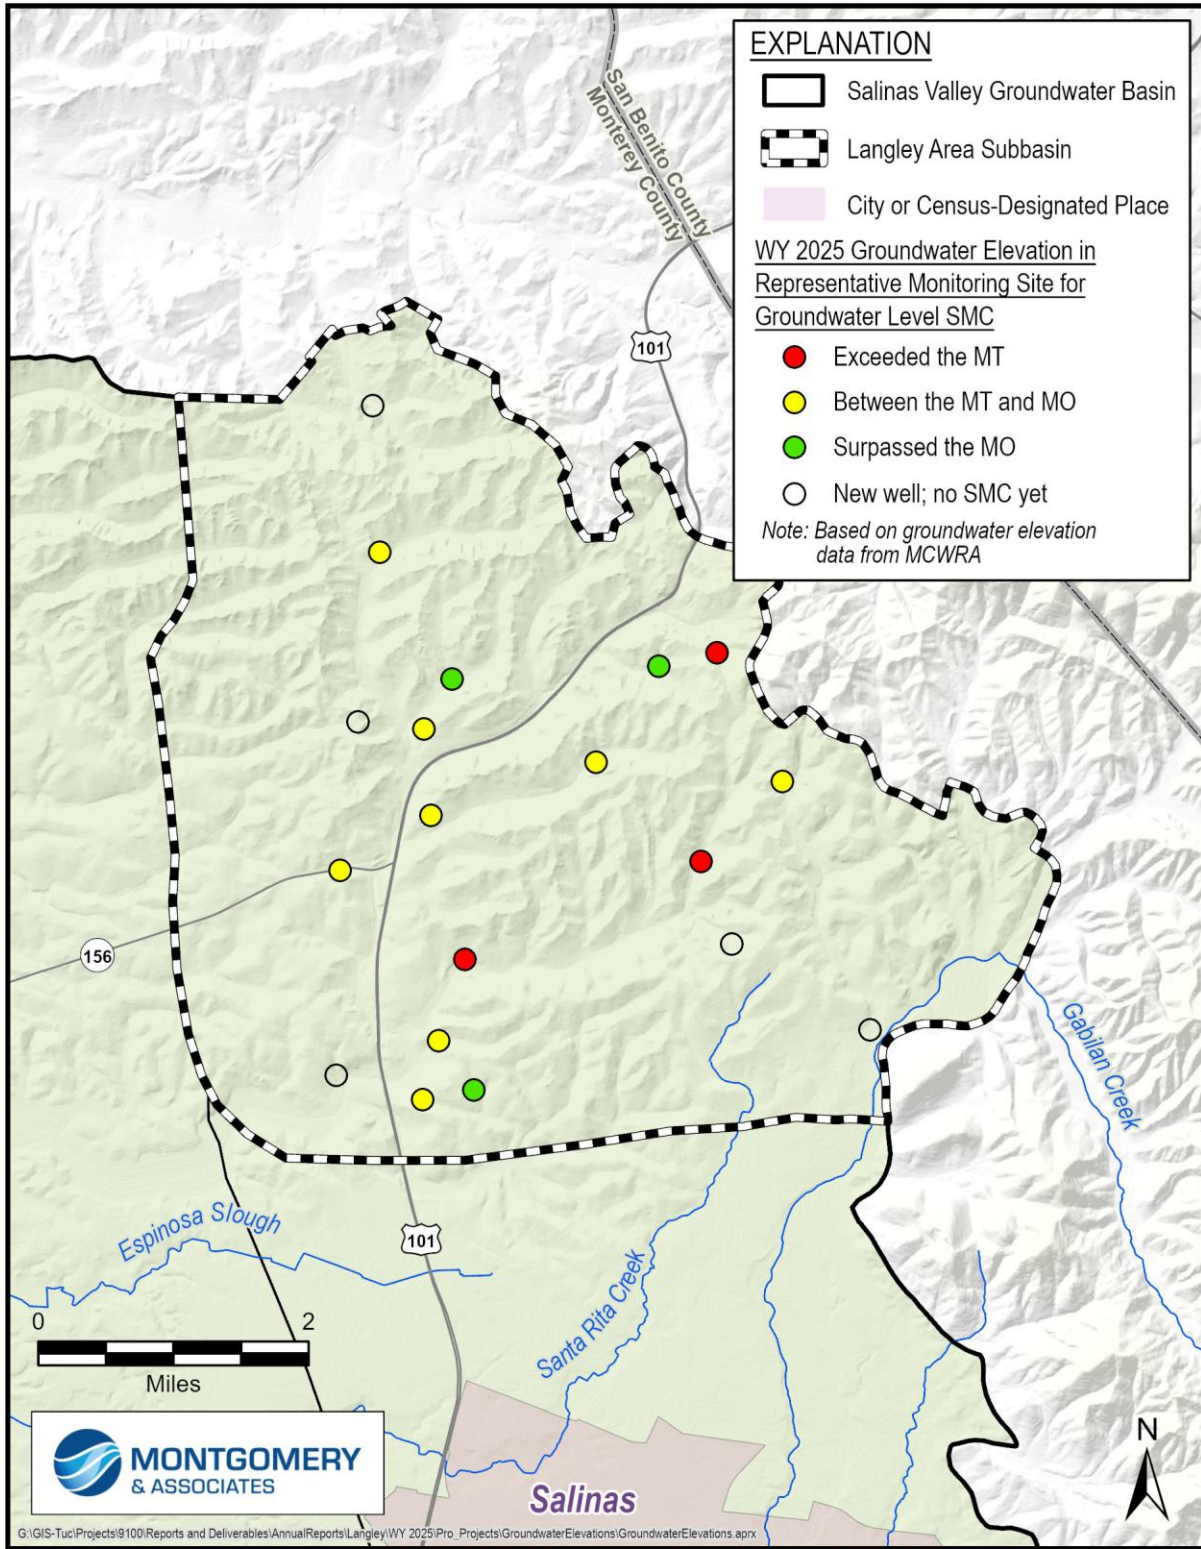 EXPLANATION
Salinas Valley Groundwater Basin
Langley Area Subbasin
City or Census-Designated Place
WY 2025 Groundwater Elevation in
Representative Monitoring Site for
Groundwater Level SMC
Exceeded the MT
Between the MT and MO
Surpassed the MO
New well; no SMC yet
Note: Based on groundwater elevation
data from MCWRA
San Benito County
Monterey County
101
156
Gabilan Creek
Espinosa Slough
101
Santa Rita Creek
0 2
Miles
MONTGOMERY
& ASSOCIATES
Salinas
N
G:\GIS-Tuc\Projects\9100\Reports and Deliverables\AnnualReports\Langley\WY 2025\Pro_Projects\GroundwaterElevations\GroundwaterElevations.aprx